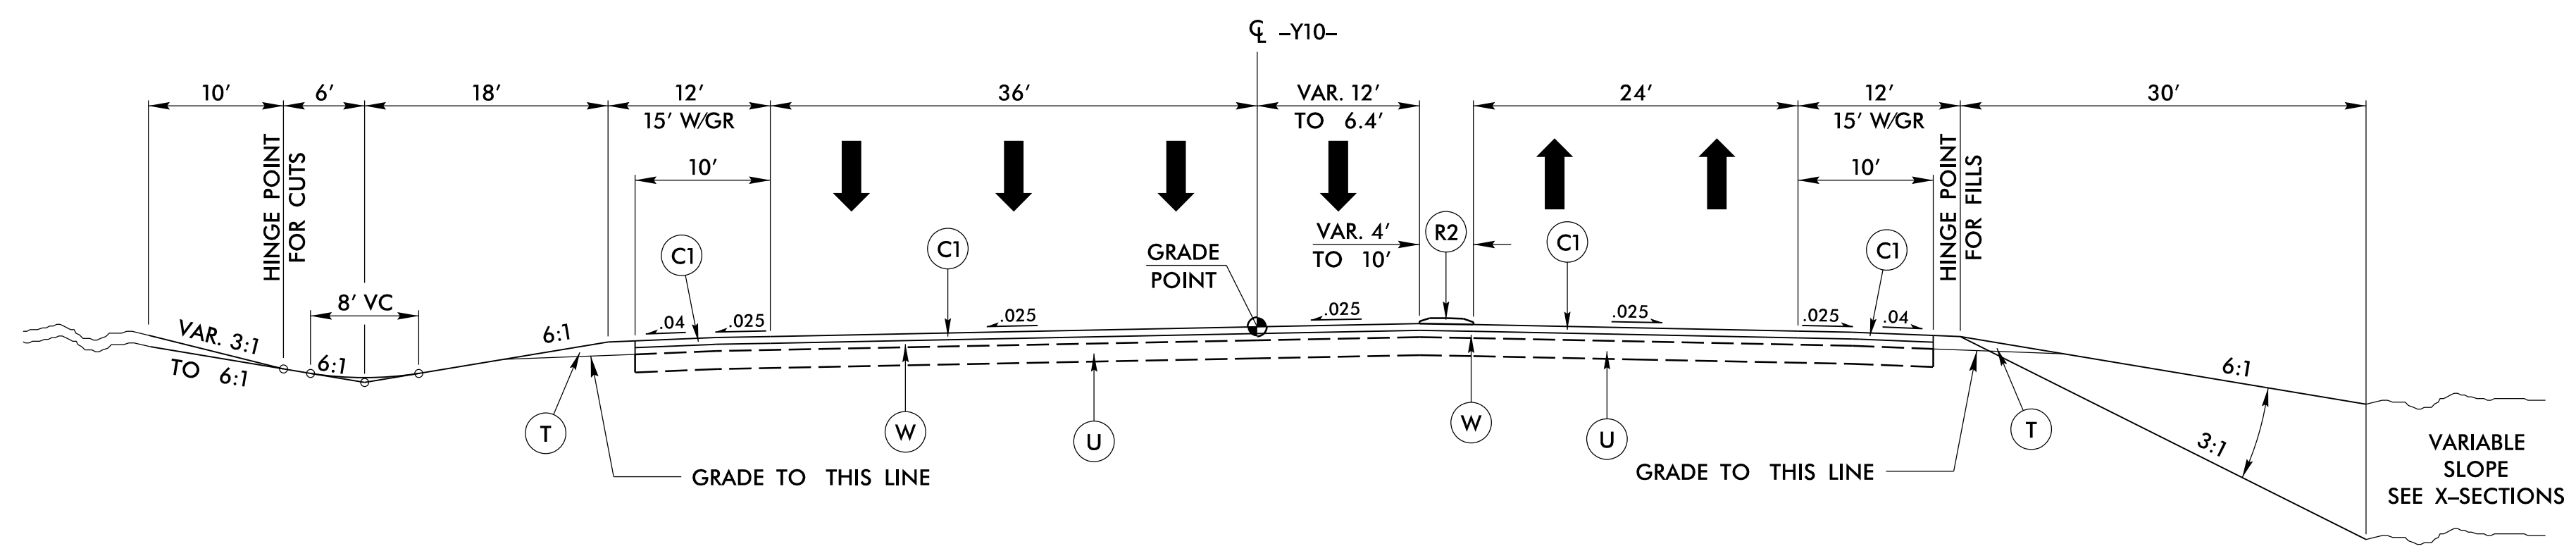 ℄ –Y10–
10' 6' 18' 12' 36' VAR. 12' 24' 12' 30'
15' W/GR TO 6.4' 15' W/GR
10' 10'
HINGE POINT
FOR CUTS
HINGE POINT
FOR FILLS
VAR. 4' R2
TO 10'
C1 C1 C1 C1
GRADE
POINT
8' VC
VAR. 3:1
TO 6:1
6:1 6:1 .04 .025 .025 .025 .025 .025 .04
6:1
3:1
T W U W U T
GRADE TO THIS LINE
GRADE TO THIS LINE
VARIABLE
SLOPE
SEE X–SECTIONS